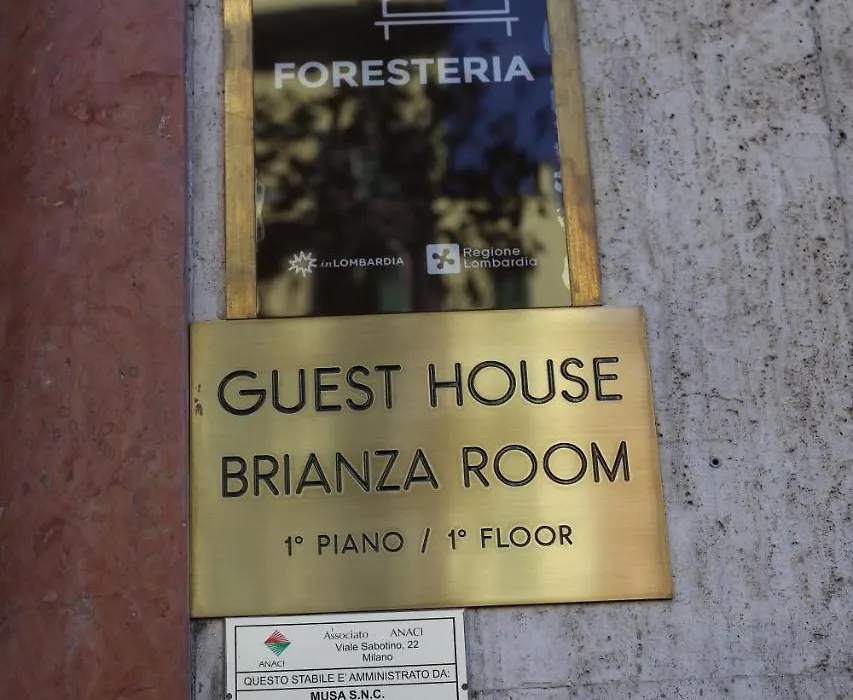 FORESTERIA
inLOMBARDIA
Regione
Lombardia
GUEST HOUSE
BRIANZA ROOM
1° PIANO / 1° FLOOR
ANACI
Associato ANACI
Viale Sabotino, 22
Milano
QUESTO STABILE E' AMMINISTRATO DA:
MUSA S.N.C.